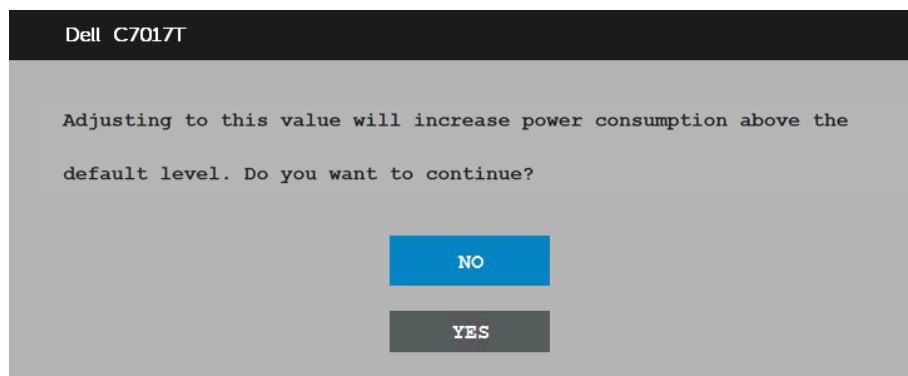 Dell C7017T
Adjusting to this value will increase power consumption above the
default level. Do you want to continue?
NO
YES